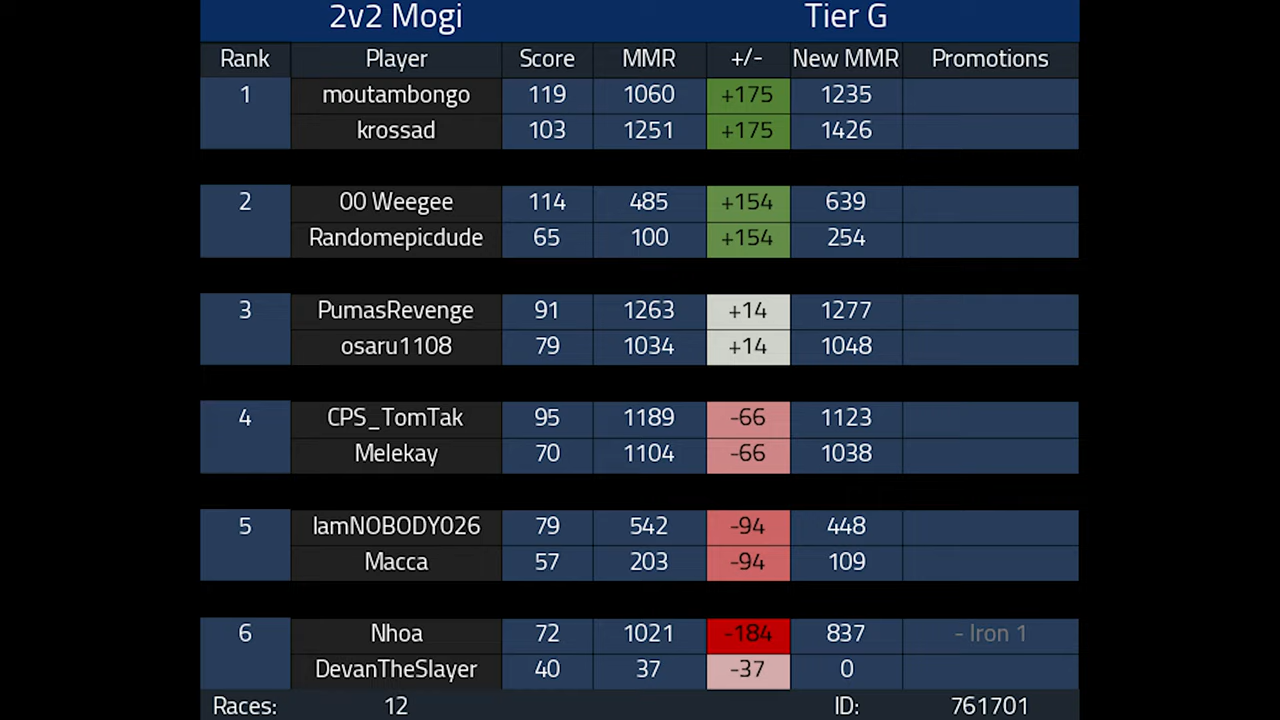 2v2 Mogi Tier G
Rank Player Score MMR +/- New MMR Promotions
1 moutambongo 119 1060 +175 1235
krossad 103 1251 +175 1426
2 00 Weegee 114 485 +154 639
Randomepicdude 65 100 +154 254
3 PumasRevenge 91 1263 +14 1277
osaru1108 79 1034 +14 1048
4 CPS_TomTak 95 1189 -66 1123
Melekay 70 1104 -66 1038
5 IamNOBODY026 79 542 -94 448
Macca 57 203 -94 109
6 Nhoa 72 1021 -184 837 - Iron 1
DevanTheSlayer 40 37 -37 0
Races: 12 ID: 761701